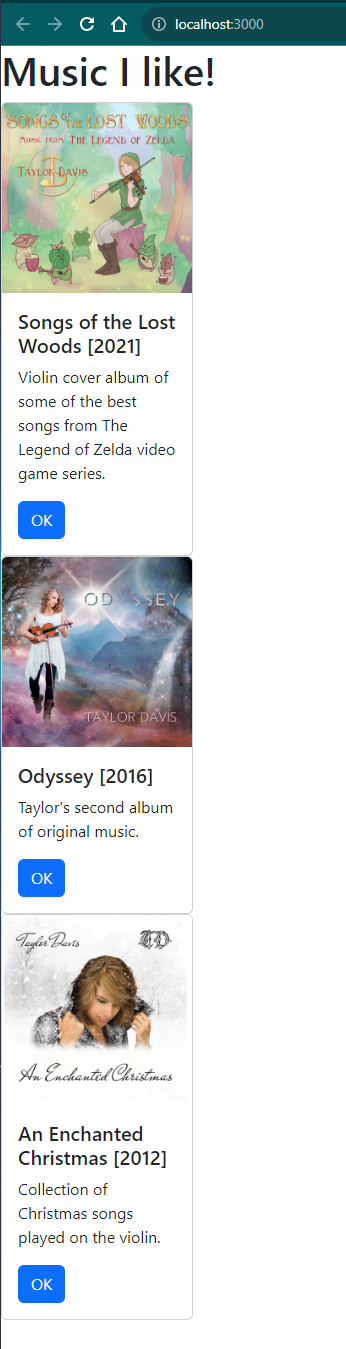 localhost:3000
Music I like!
SONGS of the LOST WOODS
MUSIC FROM THE LEGEND OF ZELDA
TAYLOR DAVIS
Songs of the Lost
Woods [2021]
Violin cover album of
some of the best
songs from The
Legend of Zelda video
game series.
OK
ODYSSEY
TAYLOR DAVIS
Odyssey [2016]
Taylor's second album
of original music.
OK
Taylor Davis
An Enchanted Christmas
An Enchanted
Christmas [2012]
Collection of
Christmas songs
played on the violin.
OK